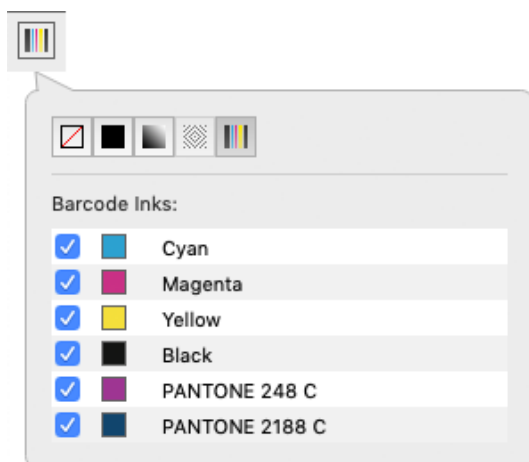 Barcode Inks:
Cyan
Magenta
Yellow
Black
PANTONE 248 C
PANTONE 2188 C